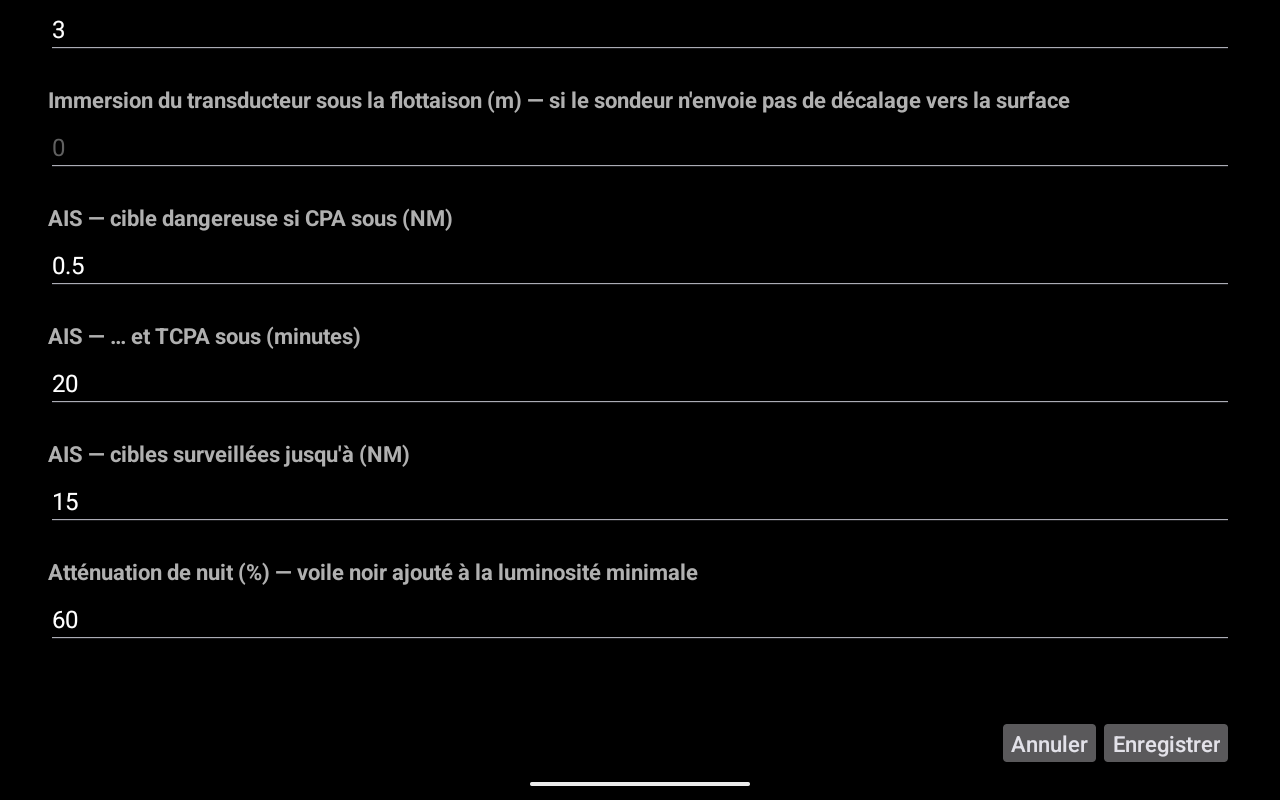 3
Immersion du transducteur sous la flottaison (m) — si le sondeur n'envoie pas de décalage vers la surface
0
AIS — cible dangereuse si CPA sous (NM)
0.5
AIS — … et TCPA sous (minutes)
20
AIS — cibles surveillées jusqu'à (NM)
15
Atténuation de nuit (%) — voile noir ajouté à la luminosité minimale
60
Annuler Enregistrer